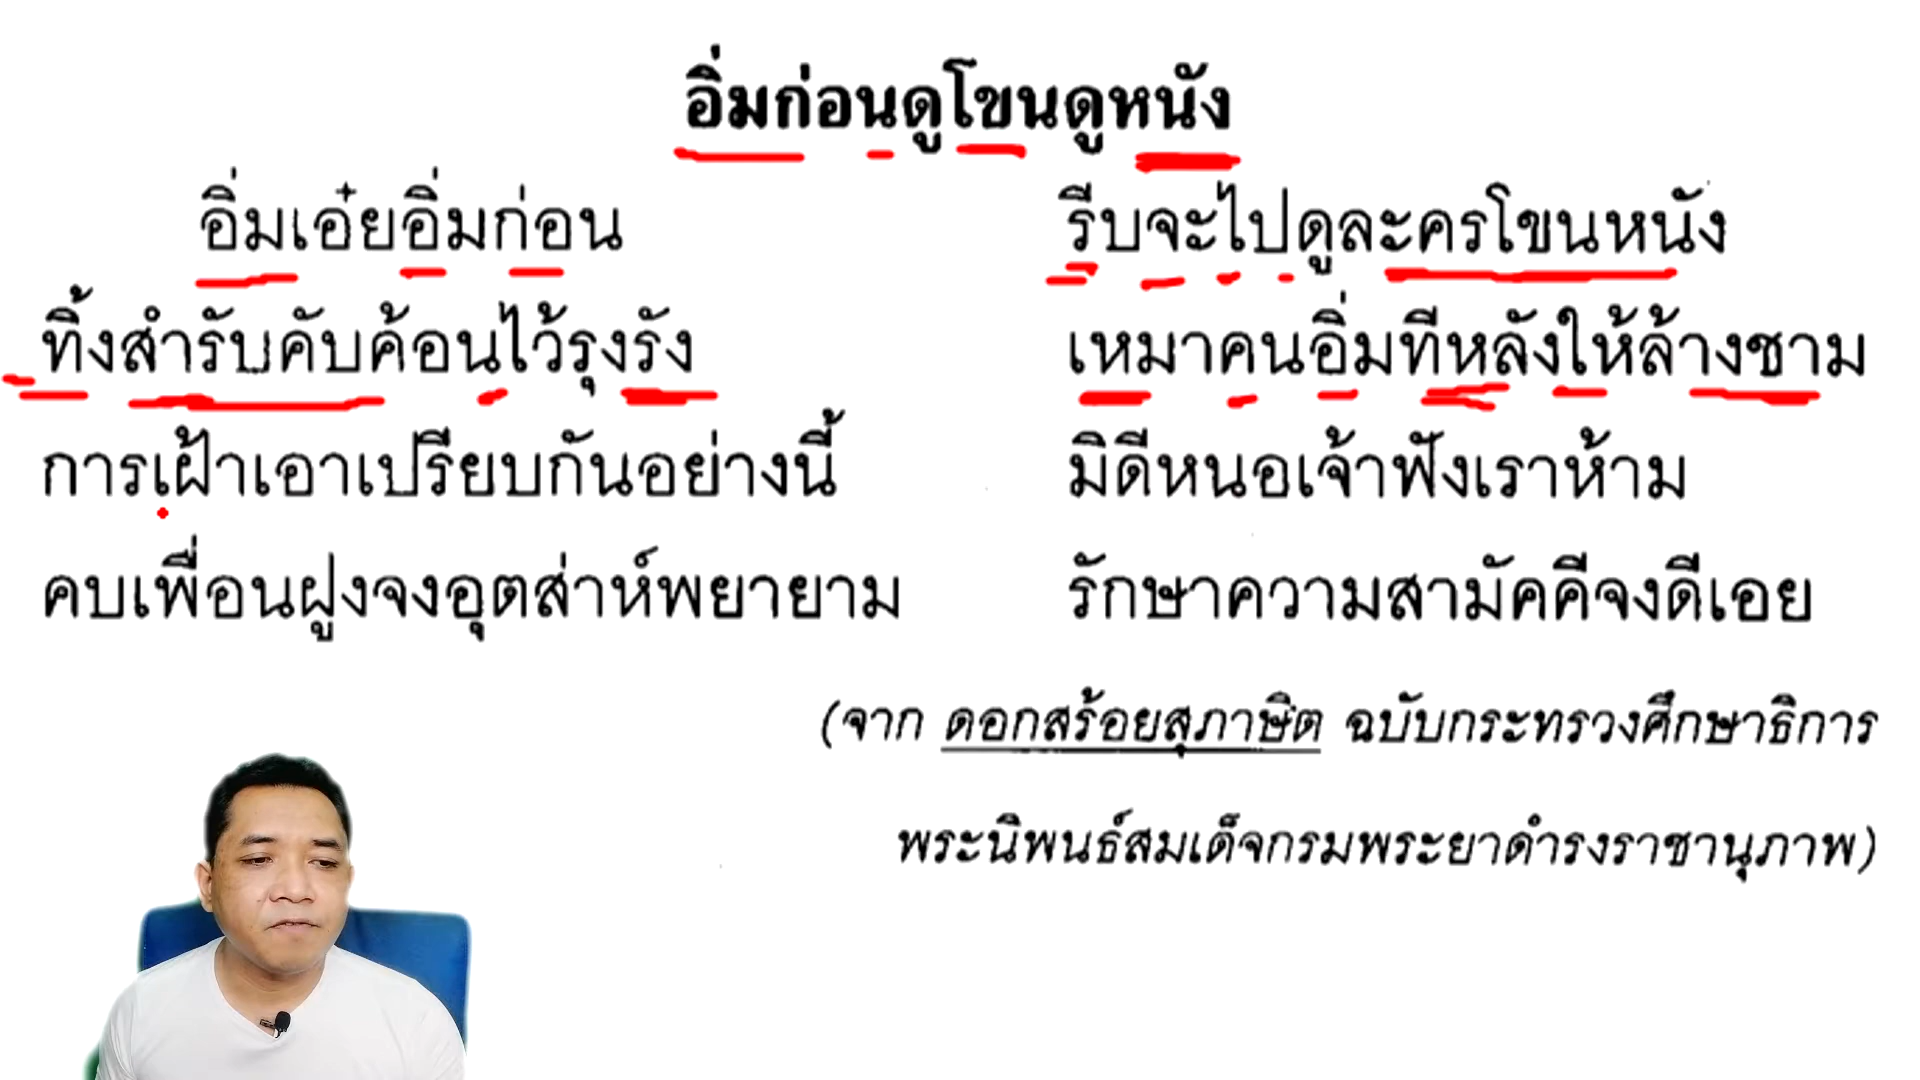 อิ่มก่อนดูโขนดูหนัง
อิ่มเอ๋ยอิ่มก่อน รีบจะไปดูละครโขนหนัง
ทิ้งสำรับคับค้อนไว้รุงรัง เหมาคนอิ่มทีหลังให้ล้างชาม
การเฝ้าเอาเปรียบกันอย่างนี้ มิดีหนอเจ้าฟังเราห้าม
คบเพื่อนฝูงจงอุตส่าห์พยายาม รักษาความสามัคคีจงดีเอย
(จาก ดอกสร้อยสุภาษิต ฉบับกระทรวงศึกษาธิการ
พระนิพนธ์สมเด็จกรมพระยาดำรงราชานุภาพ)